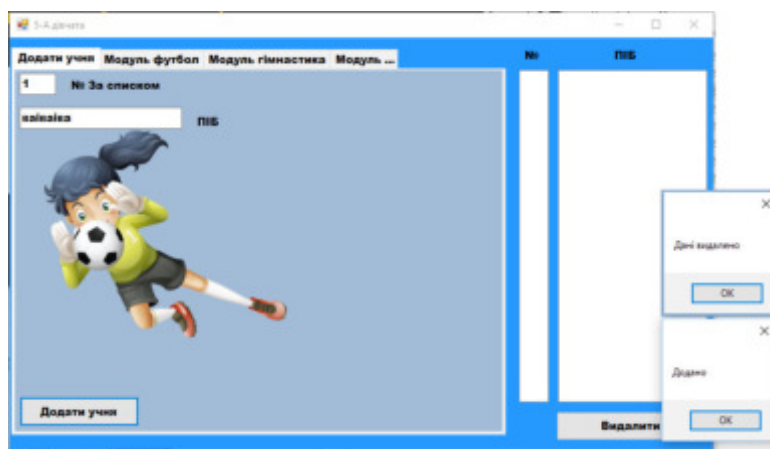 5-А дівчата
Додати учня Модуль футбол Модуль гімнастика Модуль ...
№ ПІБ
1 № За списком
ваіваіва ПІБ
Дані видалено
OK
Додано
OK
Додати учня
Видалити